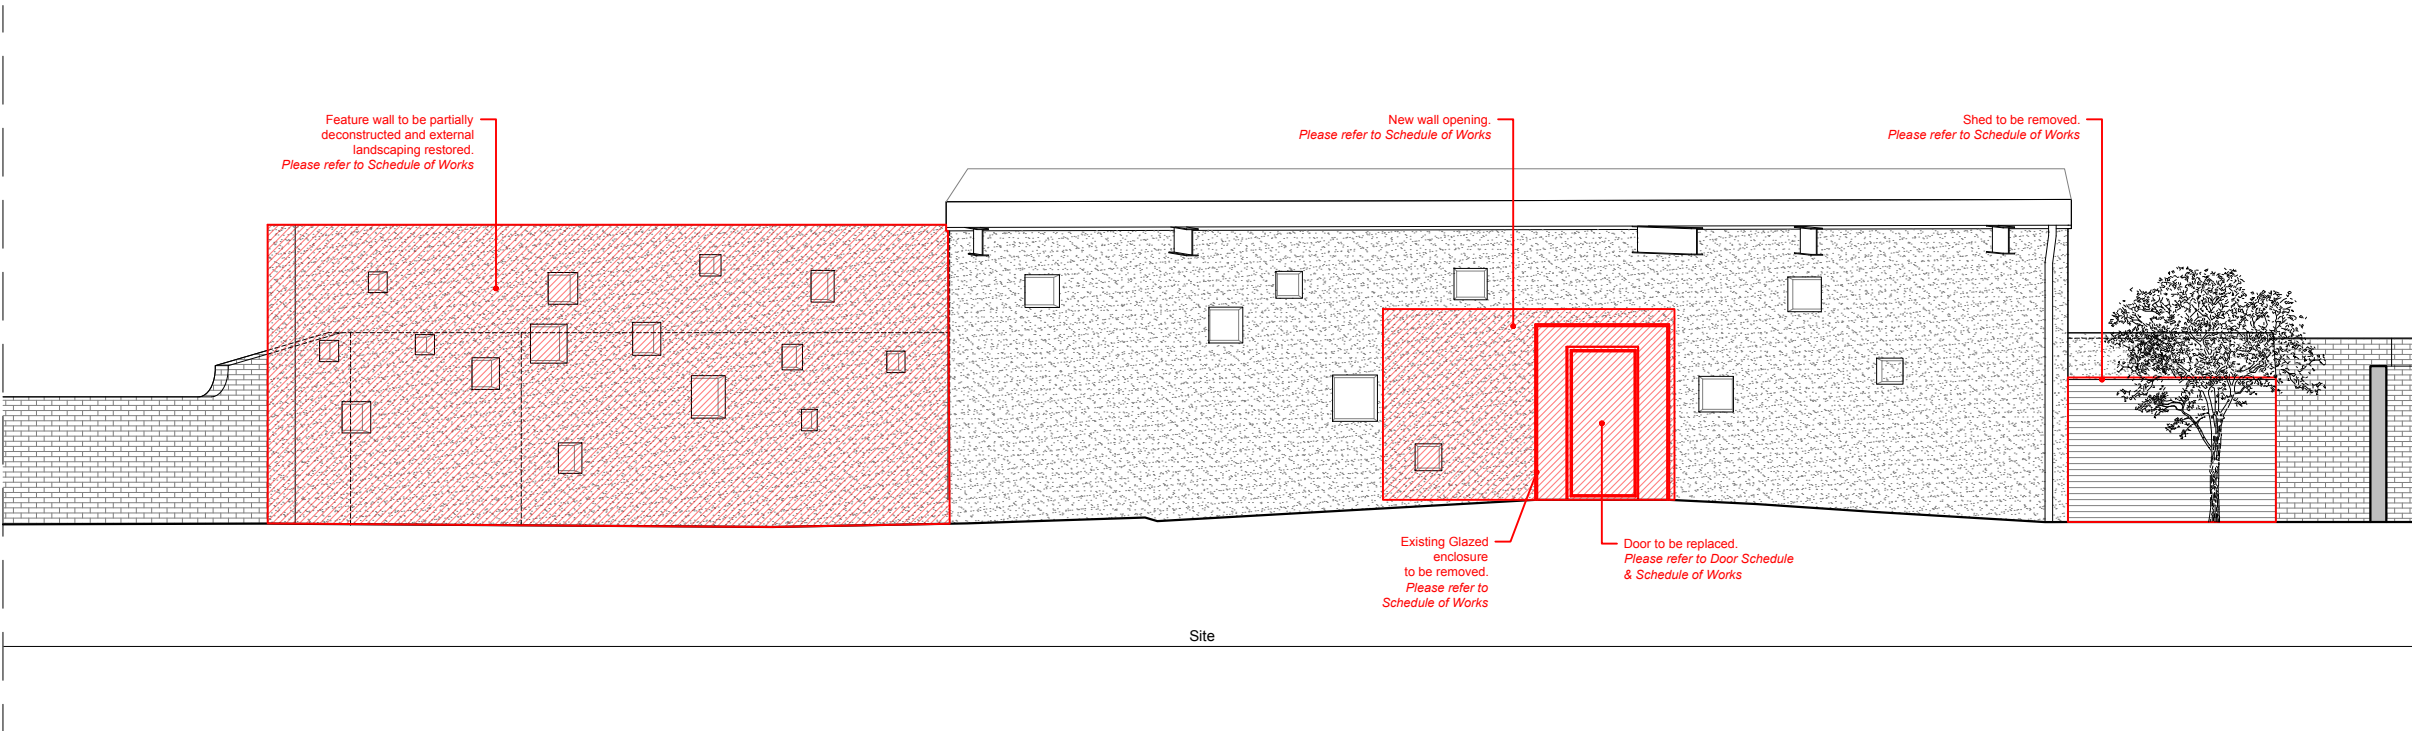 Feature wall to be partially
deconstructed and external
landscaping restored.
Please refer to Schedule of Works
New wall opening.
Please refer to Schedule of Works
Shed to be removed.
Please refer to Schedule of Works
Existing Glazed
enclosure
to be removed.
Please refer to
Schedule of Works
Door to be replaced.
Please refer to Door Schedule
& Schedule of Works
Site